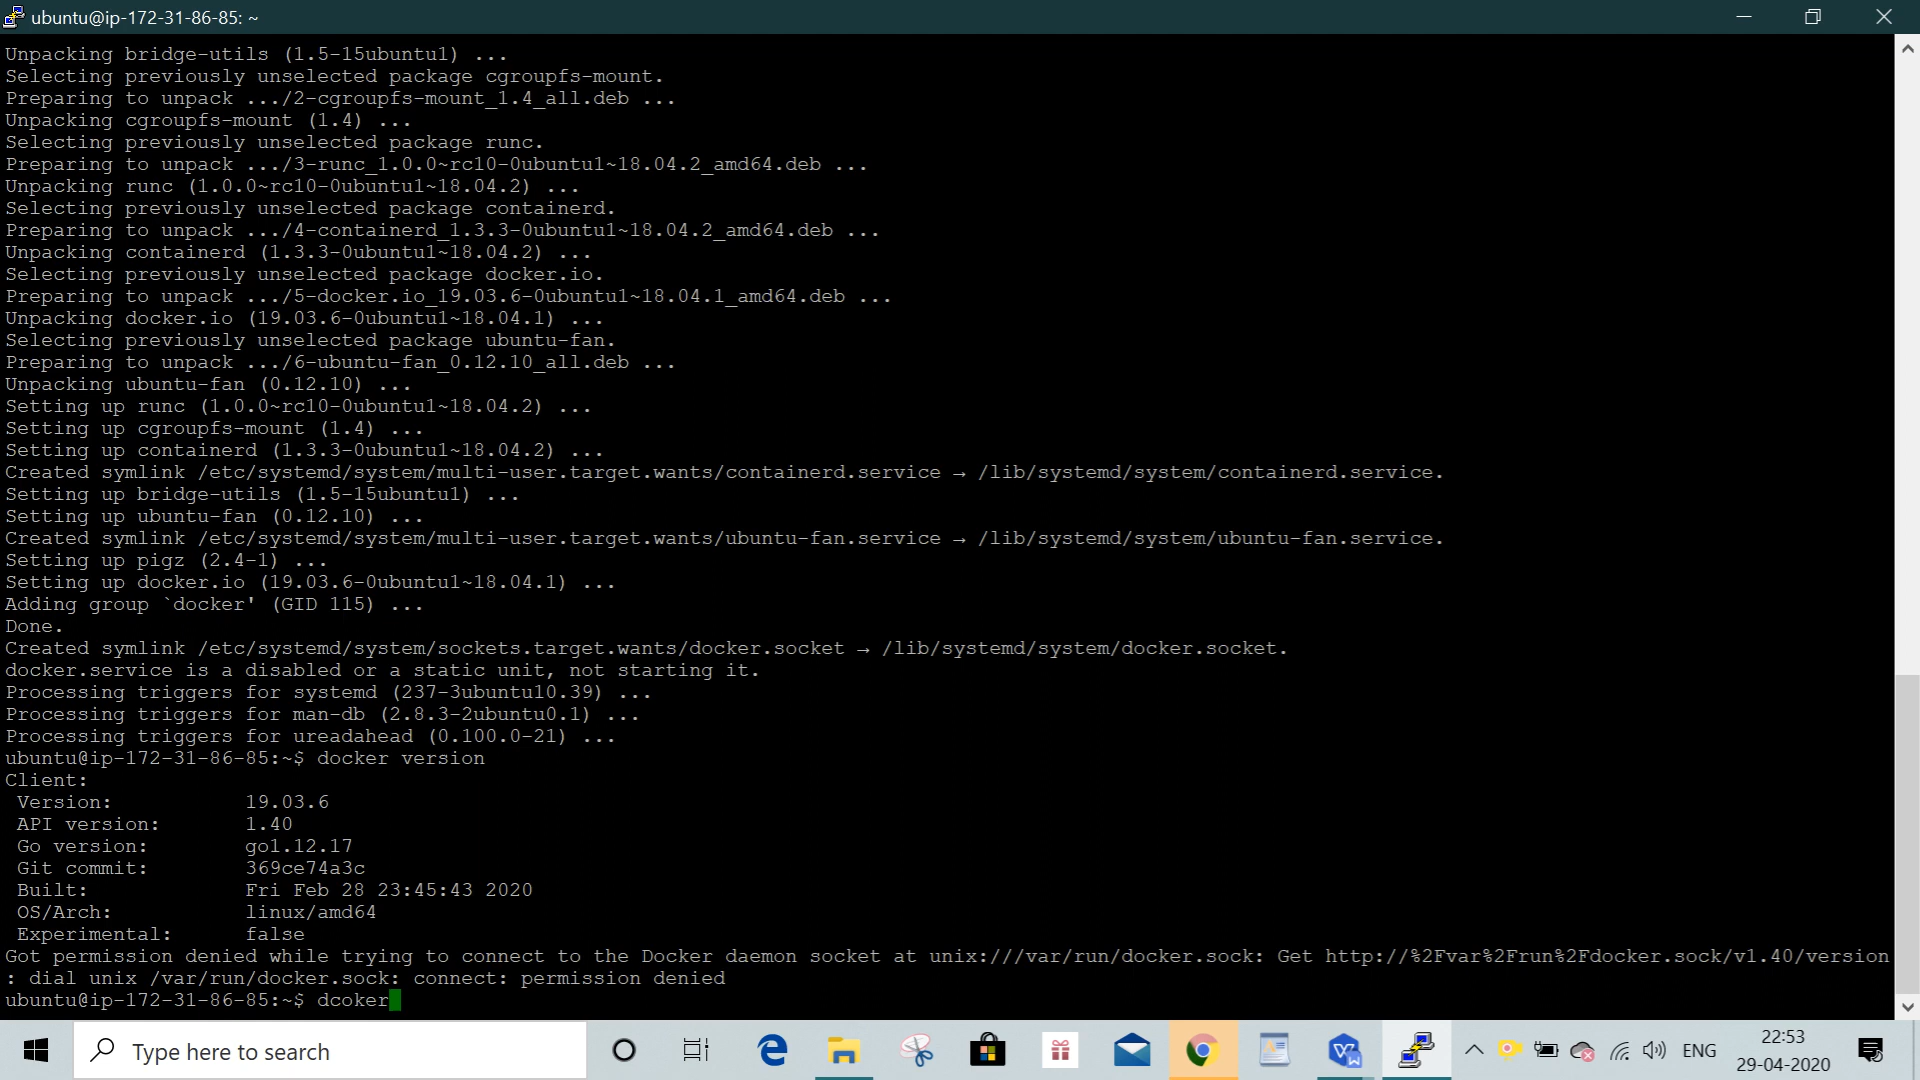 ubuntu@ip-172-31-86-85: ~
Unpacking bridge-utils (1.5-15ubuntu1) ...
Selecting previously unselected package cgroupfs-mount.
Preparing to unpack .../2-cgroupfs-mount_1.4_all.deb ...
Unpacking cgroupfs-mount (1.4) ...
Selecting previously unselected package runc.
Preparing to unpack .../3-runc_1.0.0~rc10-0ubuntu1~18.04.2_amd64.deb ...
Unpacking runc (1.0.0~rc10-0ubuntu1~18.04.2) ...
Selecting previously unselected package containerd.
Preparing to unpack .../4-containerd_1.3.3-0ubuntu1~18.04.2_amd64.deb ...
Unpacking containerd (1.3.3-0ubuntu1~18.04.2) ...
Selecting previously unselected package docker.io.
Preparing to unpack .../5-docker.io_19.03.6-0ubuntu1~18.04.1_amd64.deb ...
Unpacking docker.io (19.03.6-0ubuntu1~18.04.1) ...
Selecting previously unselected package ubuntu-fan.
Preparing to unpack .../6-ubuntu-fan_0.12.10_all.deb ...
Unpacking ubuntu-fan (0.12.10) ...
Setting up runc (1.0.0~rc10-0ubuntu1~18.04.2) ...
Setting up cgroupfs-mount (1.4) ...
Setting up containerd (1.3.3-0ubuntu1~18.04.2) ...
Created symlink /etc/systemd/system/multi-user.target.wants/containerd.service → /lib/systemd/system/containerd.service.
Setting up bridge-utils (1.5-15ubuntu1) ...
Setting up ubuntu-fan (0.12.10) ...
Created symlink /etc/systemd/system/multi-user.target.wants/ubuntu-fan.service → /lib/systemd/system/ubuntu-fan.service.
Setting up pigz (2.4-1) ...
Setting up docker.io (19.03.6-0ubuntu1~18.04.1) ...
Adding group `docker' (GID 115) ...
Done.
Created symlink /etc/systemd/system/sockets.target.wants/docker.socket → /lib/systemd/system/docker.socket.
docker.service is a disabled or a static unit, not starting it.
Processing triggers for systemd (237-3ubuntu10.39) ...
Processing triggers for man-db (2.8.3-2ubuntu0.1) ...
Processing triggers for ureadahead (0.100.0-21) ...
ubuntu@ip-172-31-86-85:~$ docker version
Client:
 Version:           19.03.6
 API version:       1.40
 Go version:        go1.12.17
 Git commit:        369ce74a3c
 Built:             Fri Feb 28 23:45:43 2020
 OS/Arch:           linux/amd64
 Experimental:      false
Got permission denied while trying to connect to the Docker daemon socket at unix:///var/run/docker.sock: Get http://%2Fvar%2Frun%2Fdocker.sock/v1.40/version
: dial unix /var/run/docker.sock: connect: permission denied
ubuntu@ip-172-31-86-85:~$ dcoker
Type here to search
ENG
22:53
29-04-2020